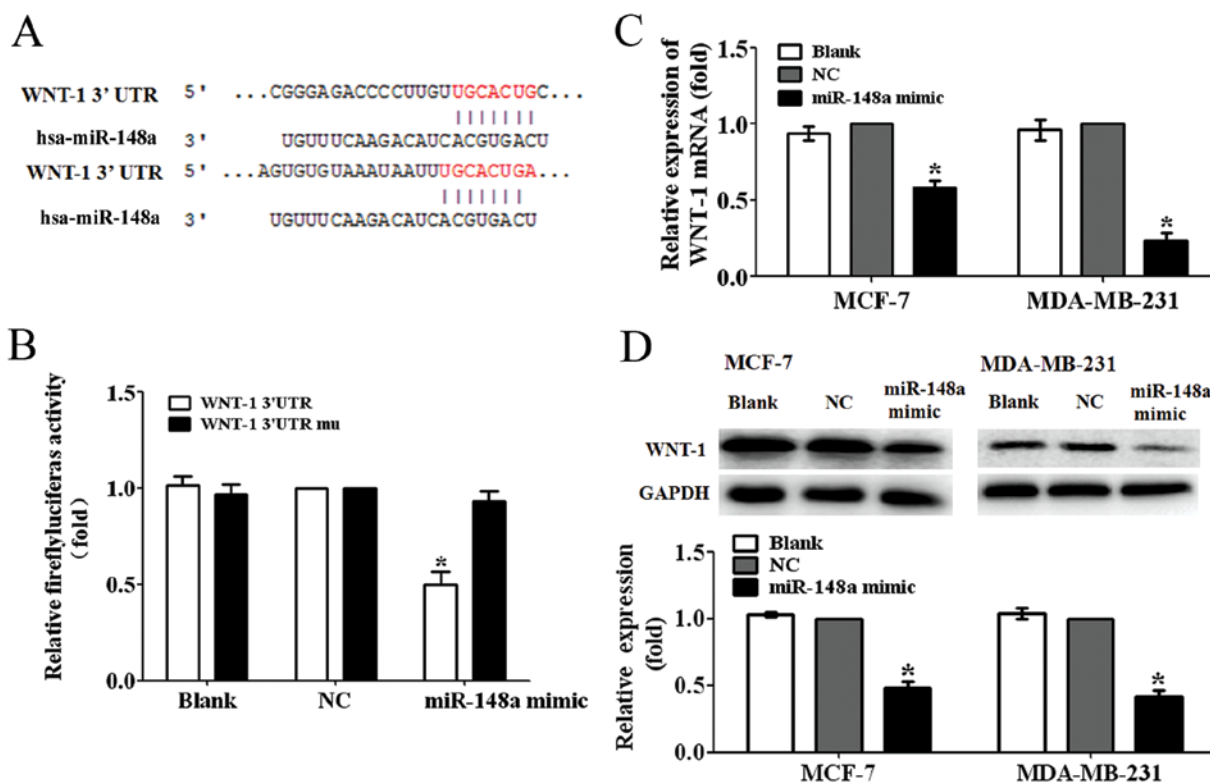 A
WNT-1 3' UTR 5' ...CGGGAGACCCCUUGUUGCACUGC...
hsa-miR-148a 3' UGUUUCAAGACAUCACGUGACU
WNT-1 3' UTR 5' ...AGUGUGUAAAUAAUUUGCACUGA...
hsa-miR-148a 3' UGUUUCAAGACAUCACGUGACU
B
Relative fireflyluciferas activity
(fold)
1.5
1.0
0.5
0.0
WNT-1 3'UTR
WNT-1 3'UTR mu
*
Blank NC miR-148a mimic
C
Relative expression of
WNT-1 mRNA (fold)
1.5
1.0
0.5
0.0
Blank
NC
miR-148a mimic
* *
MCF-7 MDA-MB-231
D
MCF-7 MDA-MB-231
Blank NC miR-148a mimic Blank NC miR-148a mimic
WNT-1
GAPDH
Relative expression
(fold)
1.5
1.0
0.5
0.0
Blank
NC
miR-148a mimic
* *
MCF-7 MDA-MB-231